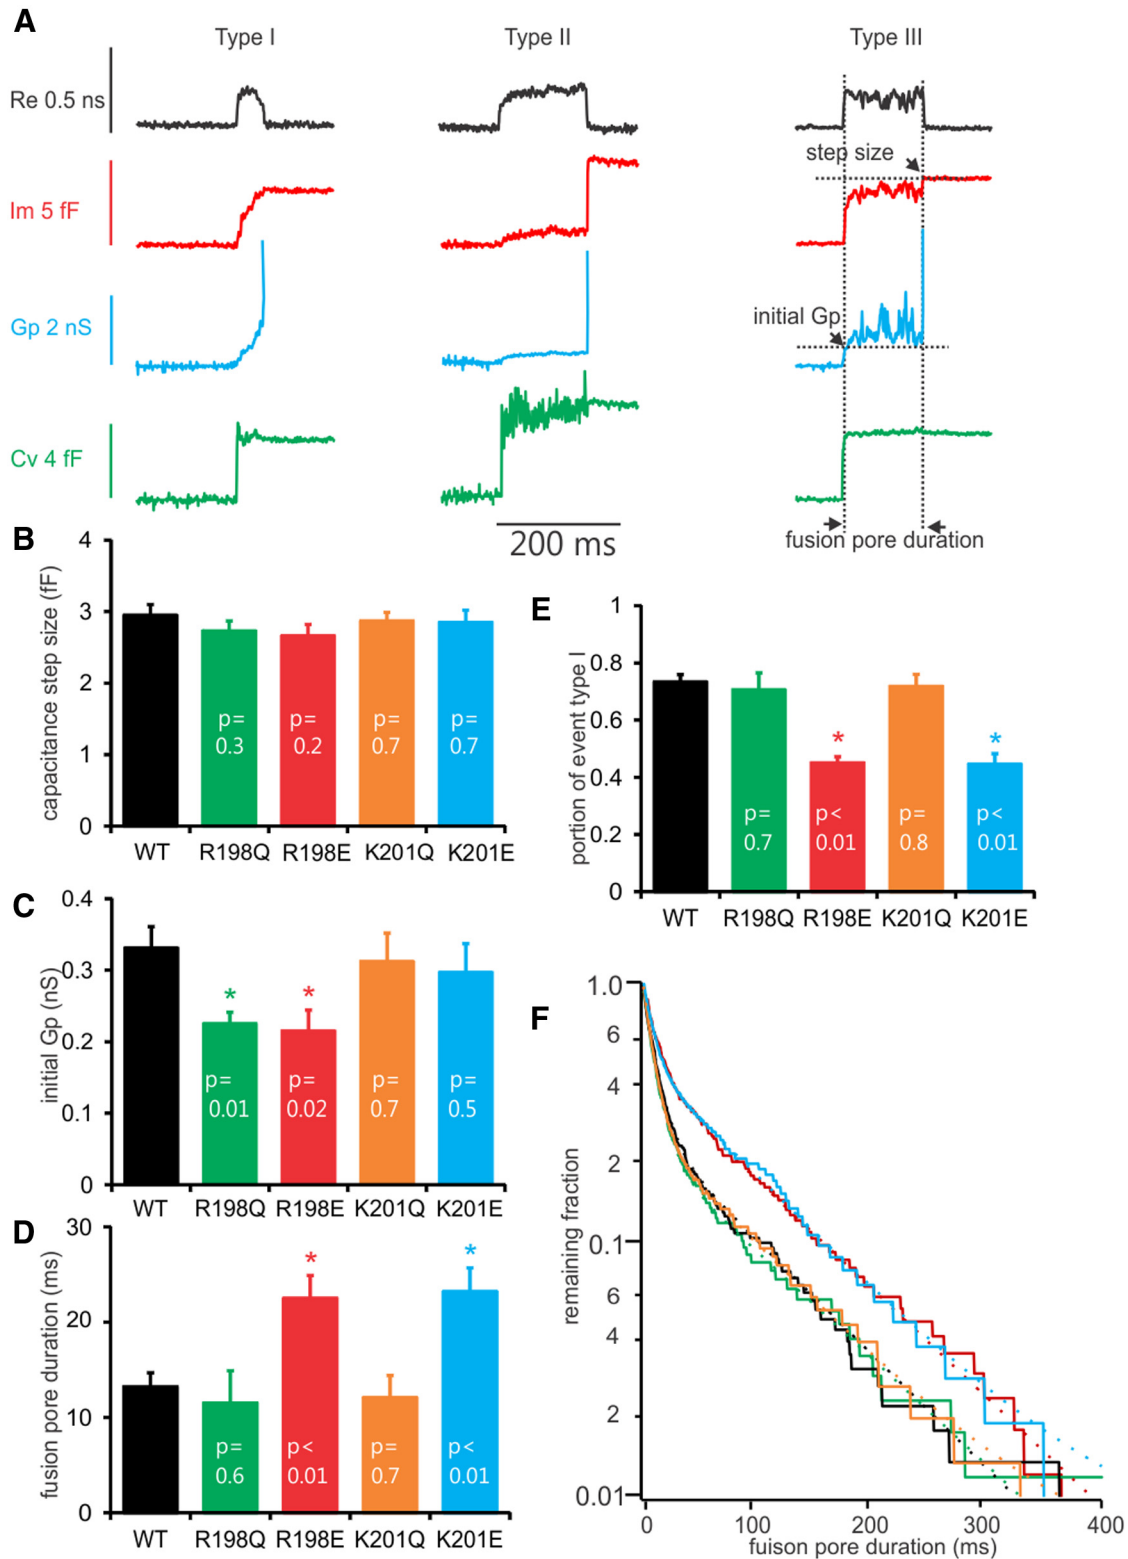 A
Type I
Type II
Type III
Re 0.5 ns
step size
Im 5 fF
initial Gp
Gp 2 nS
Cv 4 fF
200 ms
fusion pore duration
B
capacitance step size (fF)
4
3
2
1
0
p=
0.3
p=
0.2
p=
0.7
p=
0.7
WT
R198Q
R198E
K201Q
K201E
C
initial Gp (nS)
0.4
0.3
0.2
0.1
0
*
*
p=
0.01
p=
0.02
p=
0.7
p=
0.5
WT
R198Q
R198E
K201Q
K201E
D
fusion pore duration (ms)
30
20
10
0
*
*
p=
0.6
p<
0.01
p=
0.7
p<
0.01
WT
R198Q
R198E
K201Q
K201E
E
portion of event type I
1
0.8
0.6
0.4
0.2
0
*
*
p=
0.7
p<
0.01
p=
0.8
p<
0.01
WT
R198Q
R198E
K201Q
K201E
F
remaining fraction
1.0
6
4
2
0.1
6
4
2
0.01
0
100
200
300
400
fuison pore duration (ms)